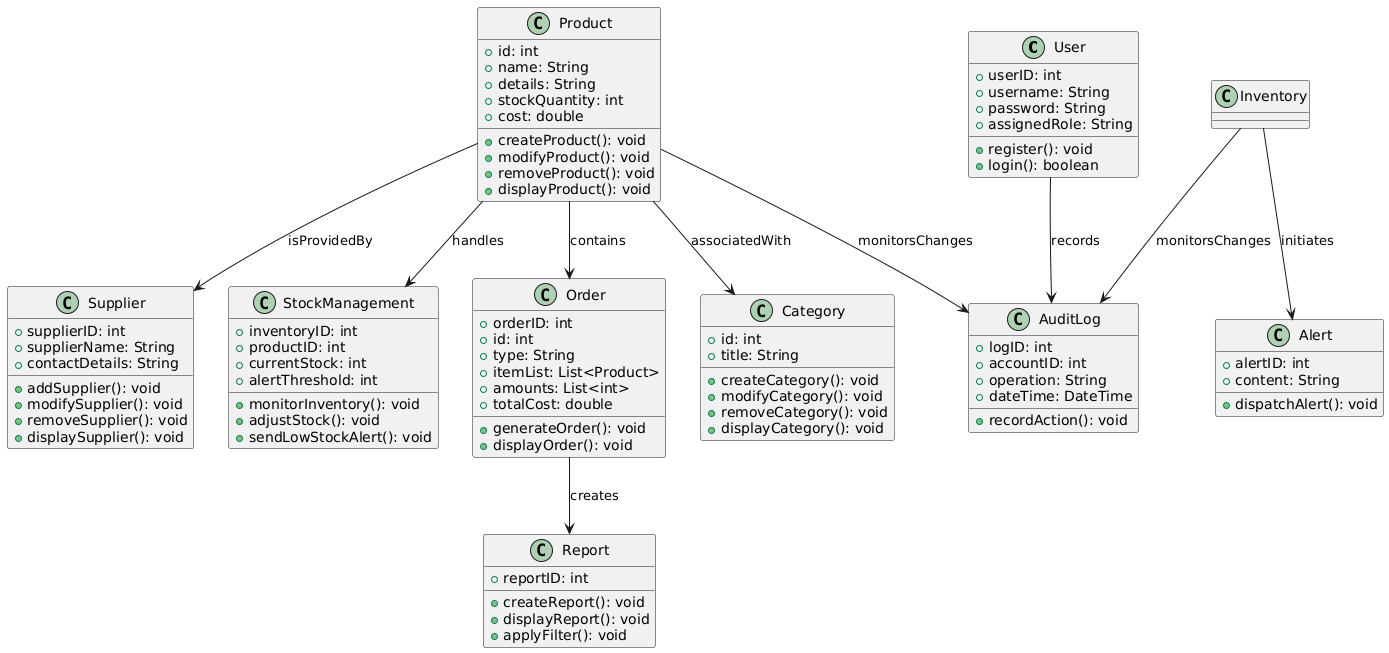 C Product
id: int
name: String
details: String
stockQuantity: int
cost: double
createProduct(): void
modifyProduct(): void
removeProduct(): void
displayProduct(): void
C User
userID: int
username: String
password: String
assignedRole: String
register(): void
login(): boolean
C Inventory
isProvidedBy
handles
contains
associatedWith
monitorsChanges
records
monitorsChanges
initiates
C Supplier
supplierID: int
supplierName: String
contactDetails: String
addSupplier(): void
modifySupplier(): void
removeSupplier(): void
displaySupplier(): void
C StockManagement
inventoryID: int
productID: int
currentStock: int
alertThreshold: int
monitorInventory(): void
adjustStock(): void
sendLowStockAlert(): void
C Order
orderID: int
id: int
type: String
itemList: List<Product>
amounts: List<int>
totalCost: double
generateOrder(): void
displayOrder(): void
C Category
id: int
title: String
createCategory(): void
modifyCategory(): void
removeCategory(): void
displayCategory(): void
C AuditLog
logID: int
accountID: int
operation: String
dateTime: DateTime
recordAction(): void
C Alert
alertID: int
content: String
dispatchAlert(): void
creates
C Report
reportID: int
createReport(): void
displayReport(): void
applyFilter(): void